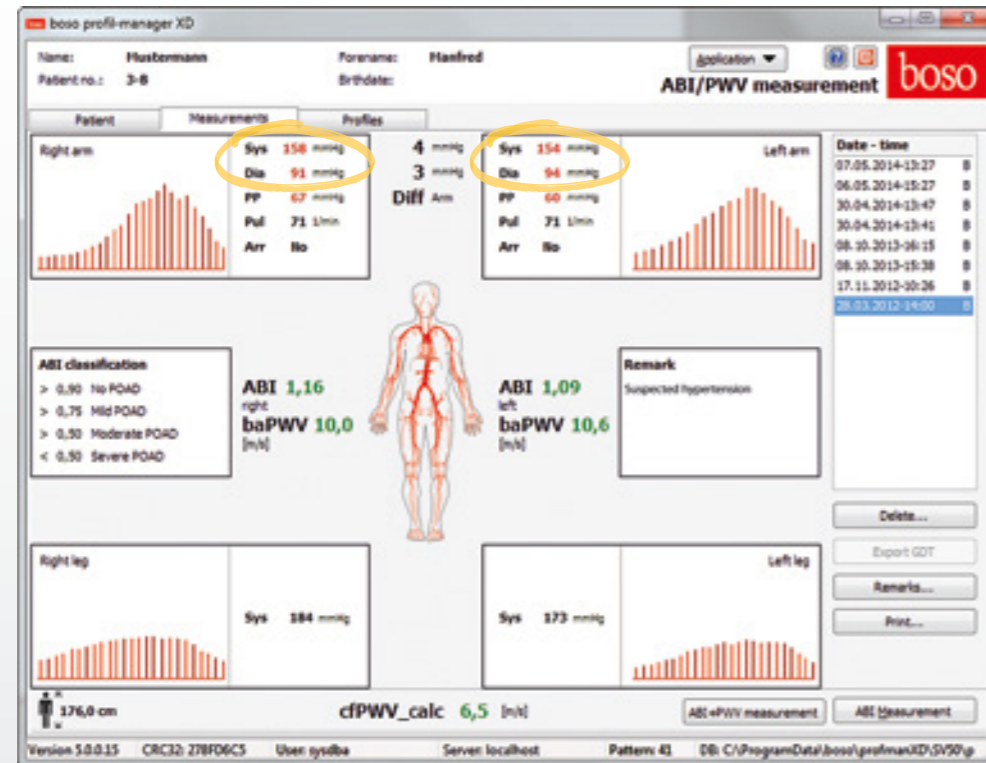 boso profil-manager XD
Name: Mustermann Forename: Manfred Application
Patient no.: 3-8 Birthdate: ABI/PWV measurement boso
Patient Measurements Profiles
Right arm
Sys 158 mmHg
Dia 91 mmHg
PP 67 mmHg
Pul 71 1/min
Arr No
4 mmHg
3 mmHg
Diff Arm
Sys 154 mmHg
Dia 94 mmHg
PP 60 mmHg
Pul 71 1/min
Arr No
Left arm
Date - time
07.05.2014-13:27 B
06.05.2014-15:27 B
30.04.2014-13:47 B
30.04.2014-13:41 B
08.10.2013-16:15 B
08.10.2013-15:38 B
17.11.2012-10:26 B
28.03.2012-14:00 B
ABI classification
> 0,90 No POAD
> 0,75 Mild POAD
> 0,50 Moderate POAD
< 0,50 Severe POAD
ABI 1,16
right
baPWV 10,0
[m/s]
ABI 1,09
left
baPWV 10,6
[m/s]
Remark
Suspected hypertension
Delete...
Export GDT
Remarks...
Print...
Right leg
Sys 184 mmHg
Sys 173 mmHg
Left leg
176,0 cm cfPWV_calc 6,5 [m/s] ABI+PWV measurement ABI Measurement
Version 5.0.0.15 CRC32: 278FD6C5 User: sysdba Server: localhost Pattern: 41 DB: C:\ProgramData\boso\profmanXD\SV50\p